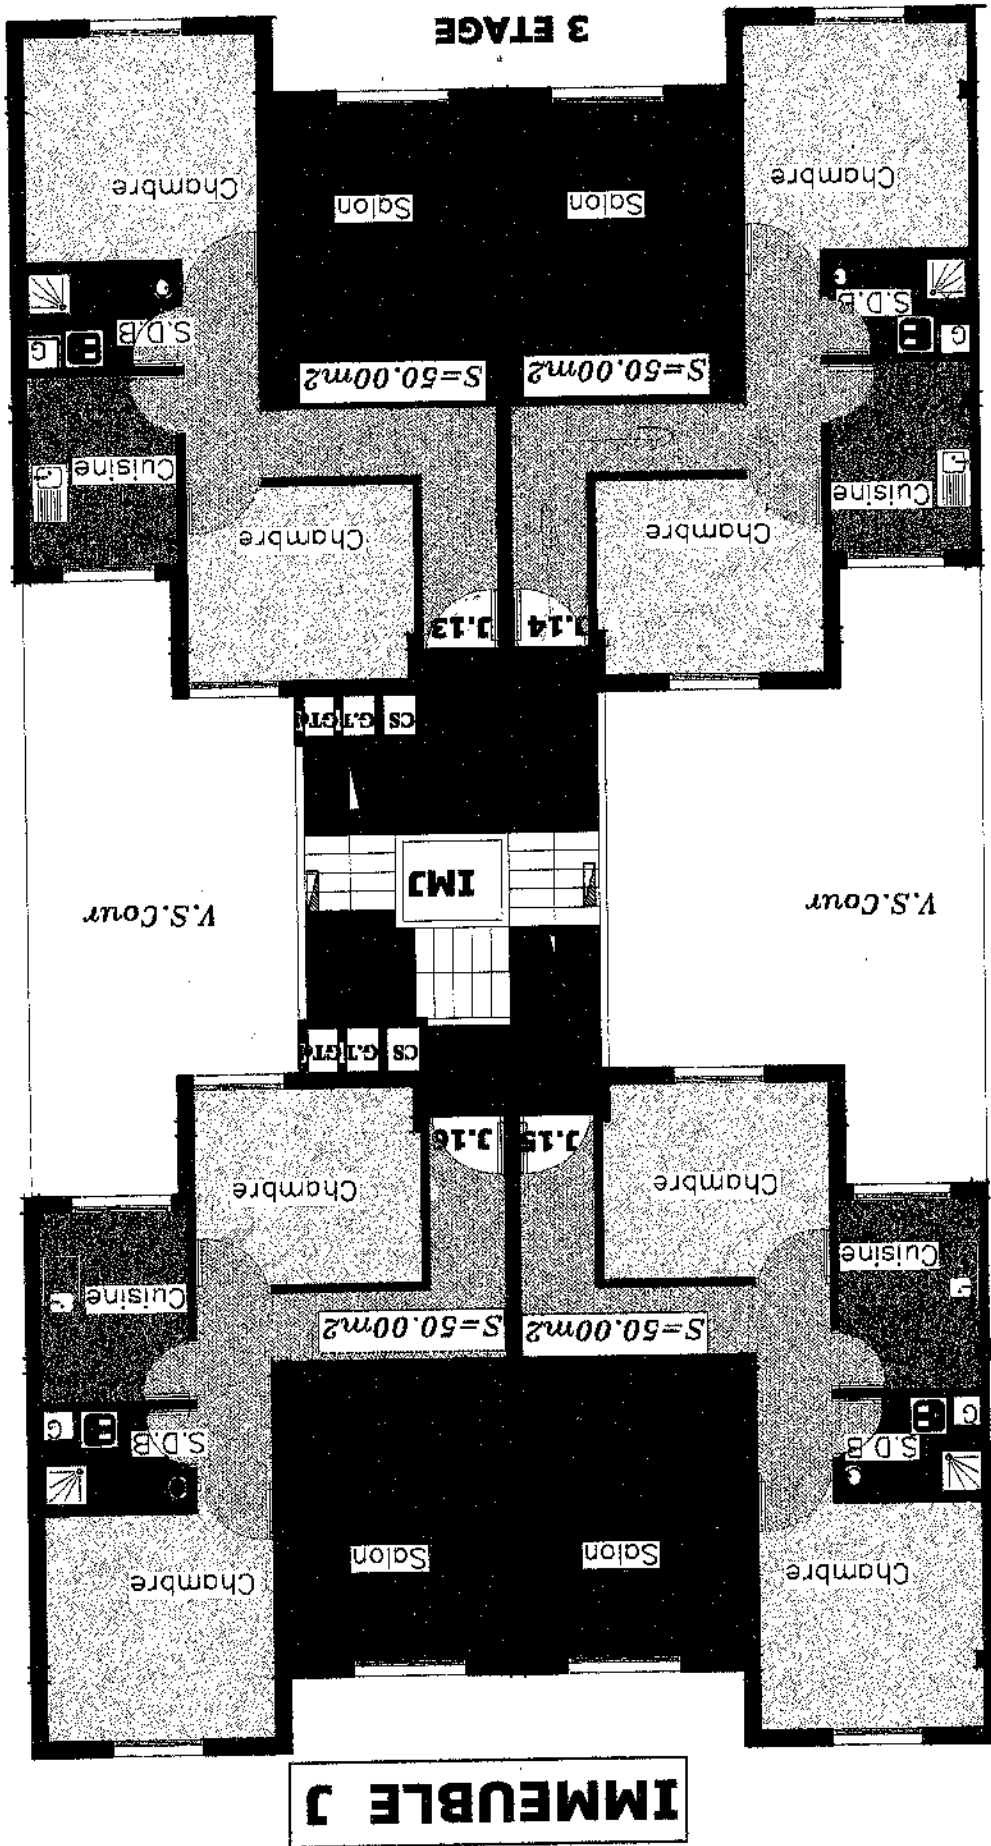 IMMEUBLE J
Chambre
Salon
Salon
Chambre
S.D.B
S.D.B
G
E
E
G
S=50.00m2
S=50.00m2
Cuisine
Cuisine
Chambre
Chambre
J.15
J.16
CS
G.T
GT
IMJ
V.S.Cour
V.S.Cour
CS
G.T
GT
J.14
J.13
Chambre
Chambre
Cuisine
Cuisine
S=50.00m2
S=50.00m2
G
E
E
G
S.D.B
S.D.B
Chambre
Salon
Salon
Chambre
3 ETAGE